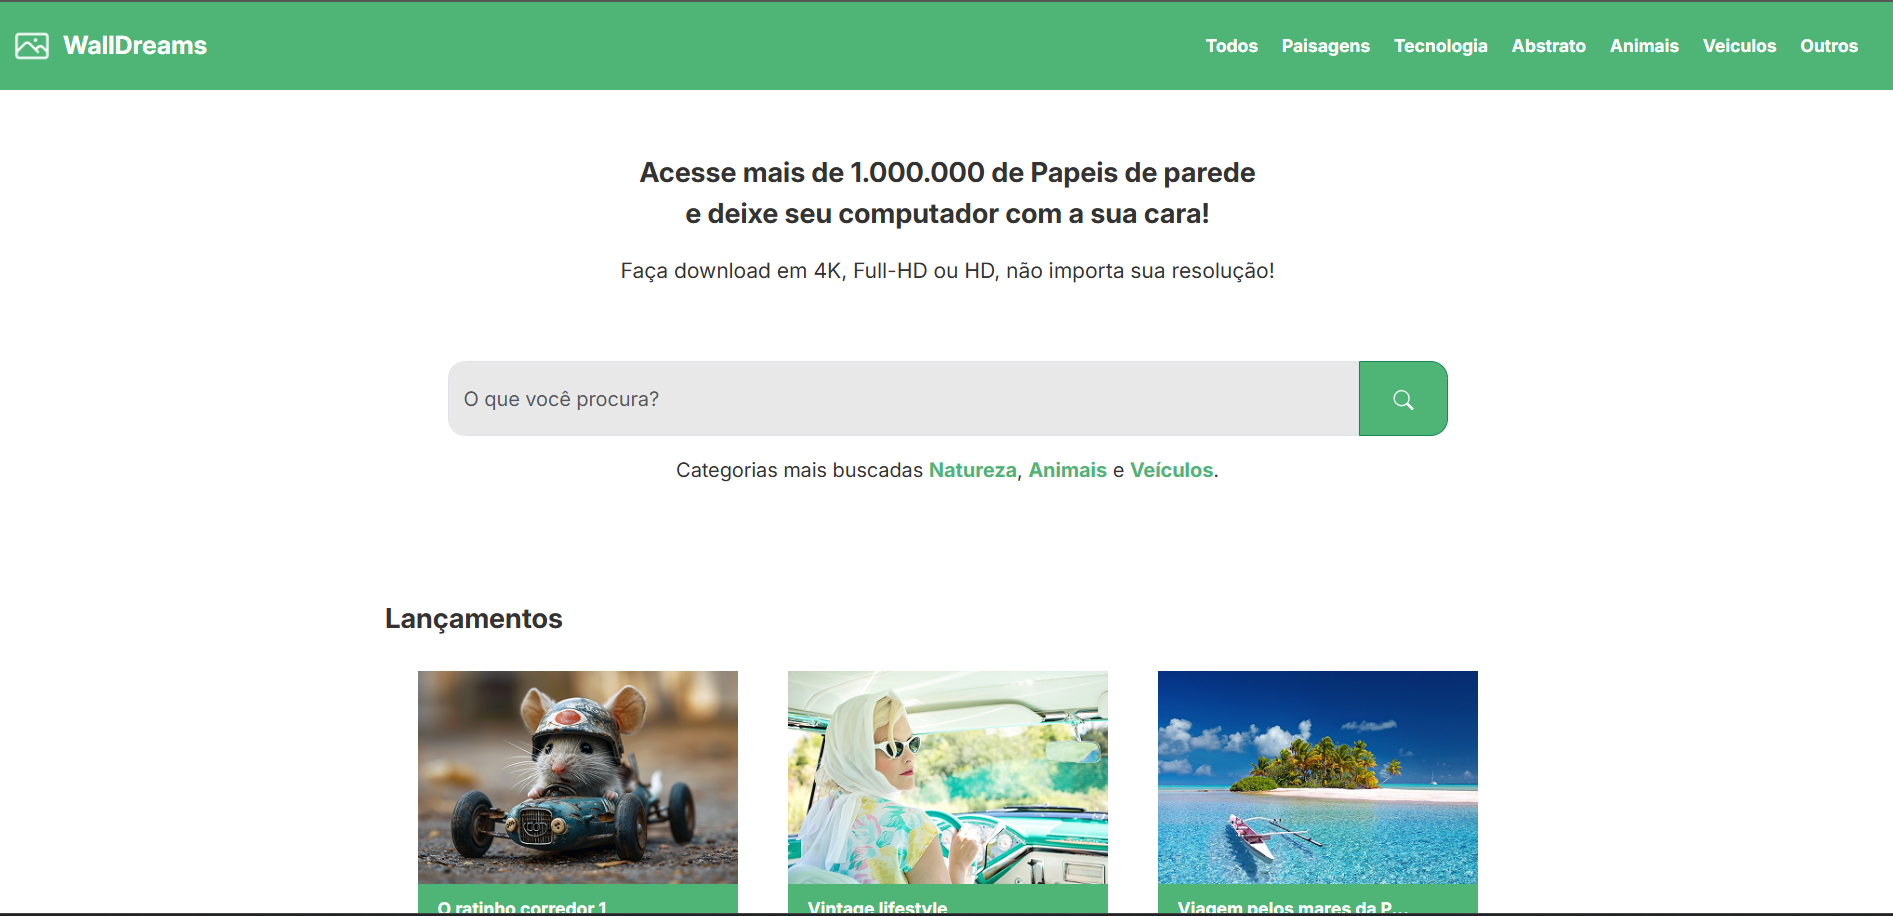 WallDreams
Todos Paisagens Tecnologia Abstrato Animais Veiculos Outros
Acesse mais de 1.000.000 de Papeis de parede
e deixe seu computador com a sua cara!
Faça download em 4K, Full-HD ou HD, não importa sua resolução!
O que você procura?
Categorias mais buscadas Natureza, Animais e Veículos.
Lançamentos
O ratinho corredor 1
Vintage lifestyle
Viagem pelos mares da P...